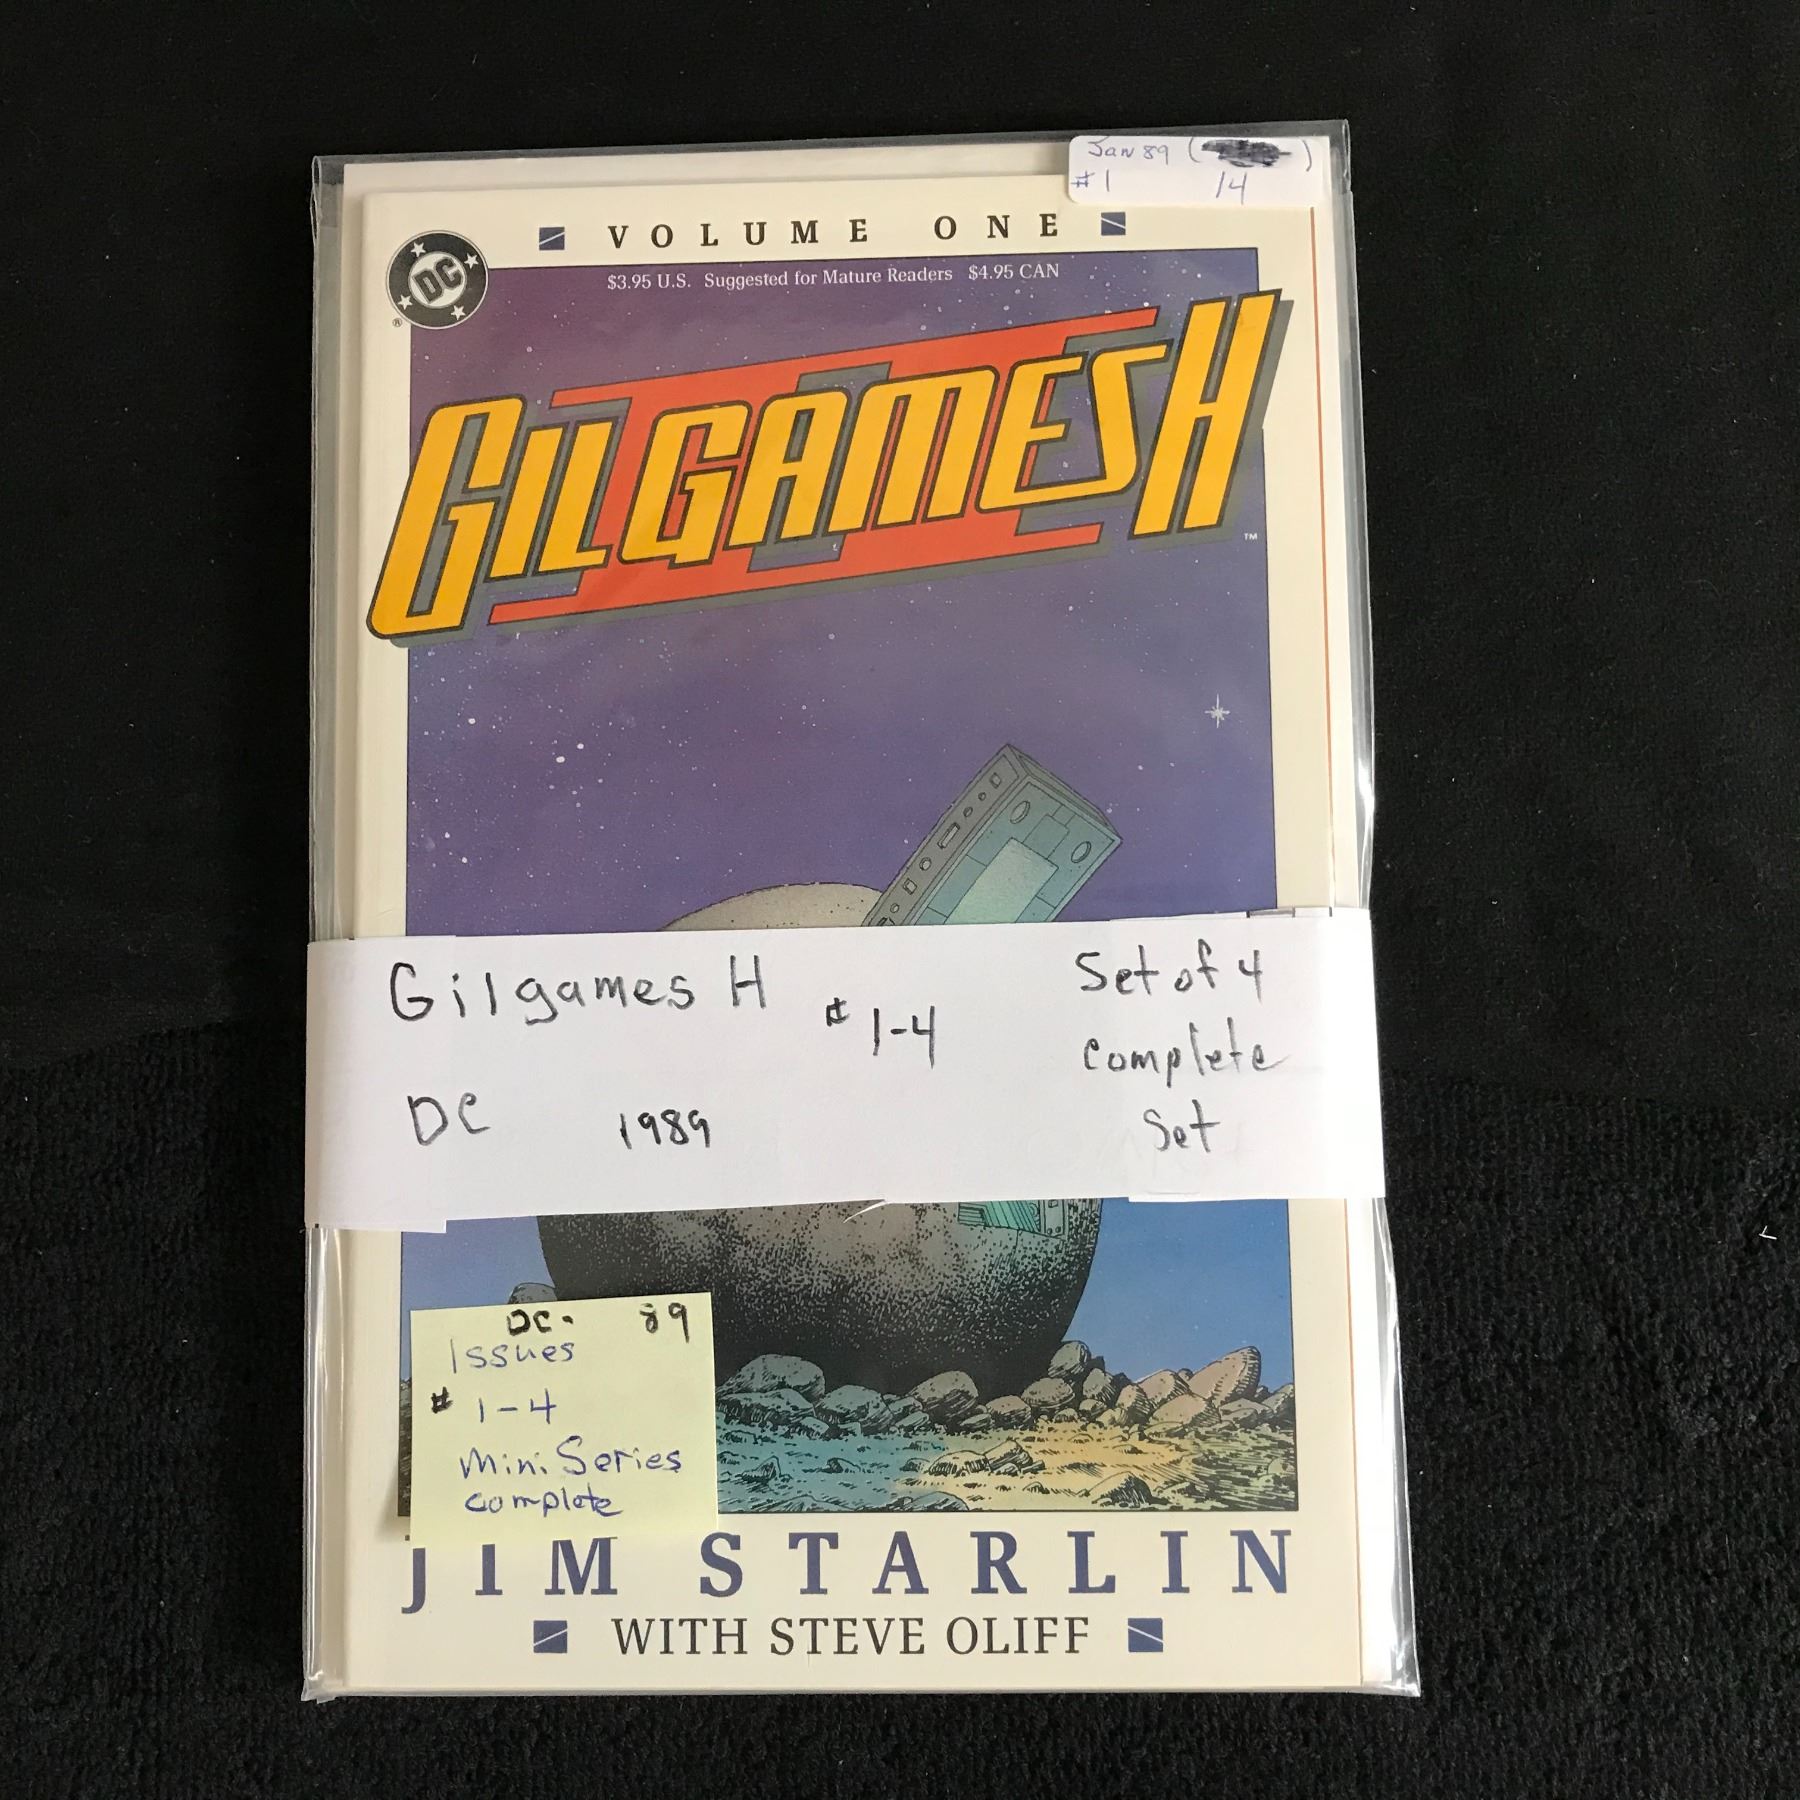 Jan 89 ( )
#1 14
VOLUME ONE
DC
®
$3.95 U.S. Suggested for Mature Readers $4.95 CAN
GILGAMESH
II
TM
Gilgames H # 1-4 Set of 4
complete
DC 1989 Set
DC. 89
Issues
# 1-4
Mini Series
complete
JIM STARLIN
WITH STEVE OLIFF